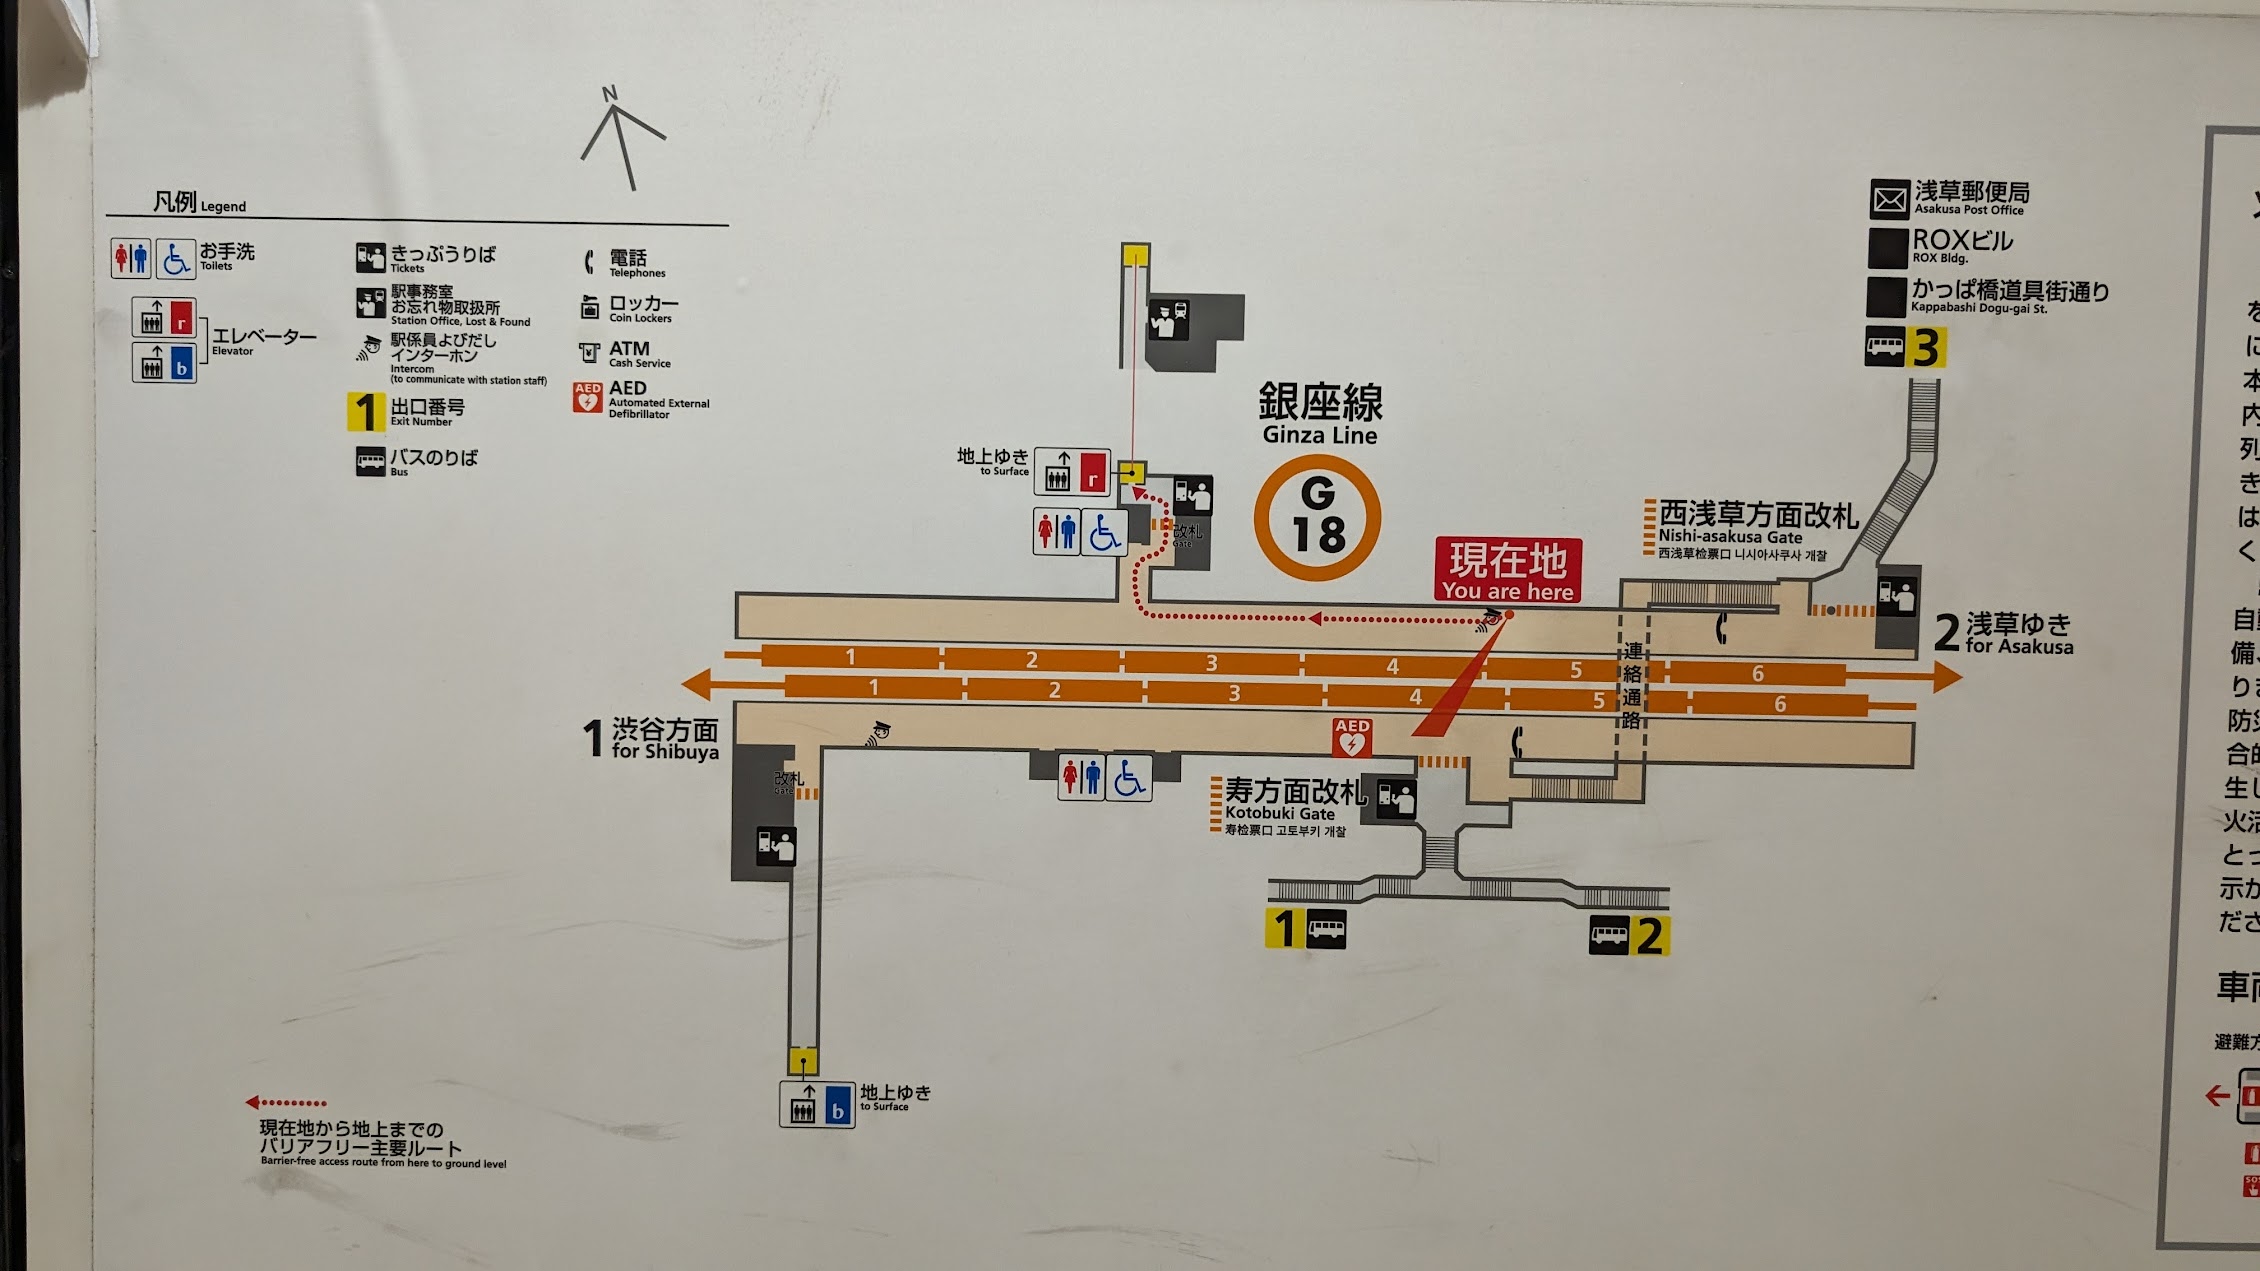 N
凡例 Legend
お手洗
Toilets
r
b
エレベーター
Elevator
きっぷうりば
Tickets
駅事務室
お忘れ物取扱所
Station Office, Lost & Found
駅係員よびだし
インターホン
Intercom
(to communicate with station staff)
1 出口番号
Exit Number
バスのりば
Bus
電話
Telephones
ロッカー
Coin Lockers
ATM
Cash Service
AED
AED
Automated External
Defibrillator
浅草郵便局
Asakusa Post Office
ROXビル
ROX Bldg.
かっぱ橋道具街通り
Kappabashi Dogu-gai St.
3
銀座線
Ginza Line
G
18
地上ゆき
to Surface
r
改札
Gate
現在地
You are here
西浅草方面改札
Nishi-asakusa Gate
西浅草检票口 니시아사쿠사 개찰
2 浅草ゆき
for Asakusa
1 2 3 4 5 6
1 2 3 4 5 6
連絡通路
1 渋谷方面
for Shibuya
AED
改札
Gate
寿方面改札
Kotobuki Gate
寿检票口 고토부키 개찰
1
2
b
地上ゆき
to Surface
現在地から地上までの
バリアフリー主要ルート
Barrier-free access route from here to ground level
を
に
本
内
列
き
は
く
自動
備、
りま
防災
合的
生し
火活
とっ
示か
ださ
車両
避難方
SOS